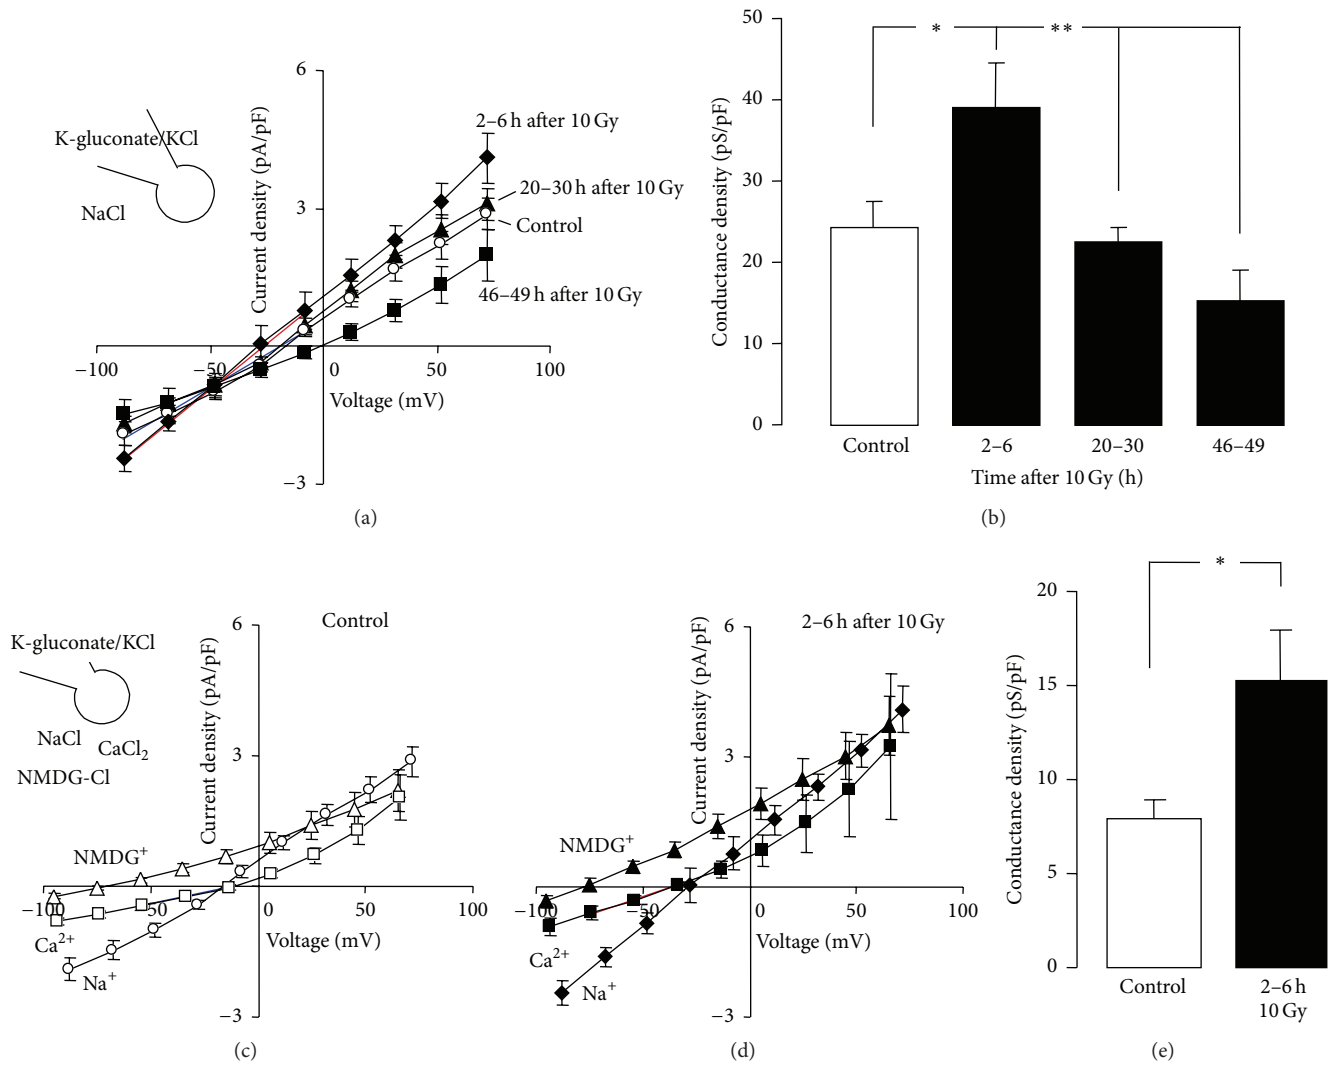 6
3
−3
−100
−50
0
50
100
Current density (pA/pF)
Voltage (mV)
K-gluconate/KCl
NaCl
2–6 h after 10 Gy
20–30 h after 10 Gy
Control
46–49 h after 10 Gy
(a)
50
40
30
20
10
0
Conductance density (pS/pF)
*
**
Control
2–6
20–30
46–49
Time after 10 Gy (h)
(b)
Control
K-gluconate/KCl
NaCl
CaCl2
NMDG-Cl
6
3
−3
Current density (pA/pF)
NMDG+
Ca2+
Na+
−100
−50
0
50
100
Voltage (mV)
(c)
2–6 h after 10 Gy
6
3
−3
Current density (pA/pF)
NMDG+
Ca2+
Na+
−100
−50
0
50
100
Voltage (mV)
(d)
20
15
10
5
0
Conductance density (pS/pF)
*
Control
2–6 h
10 Gy
(e)